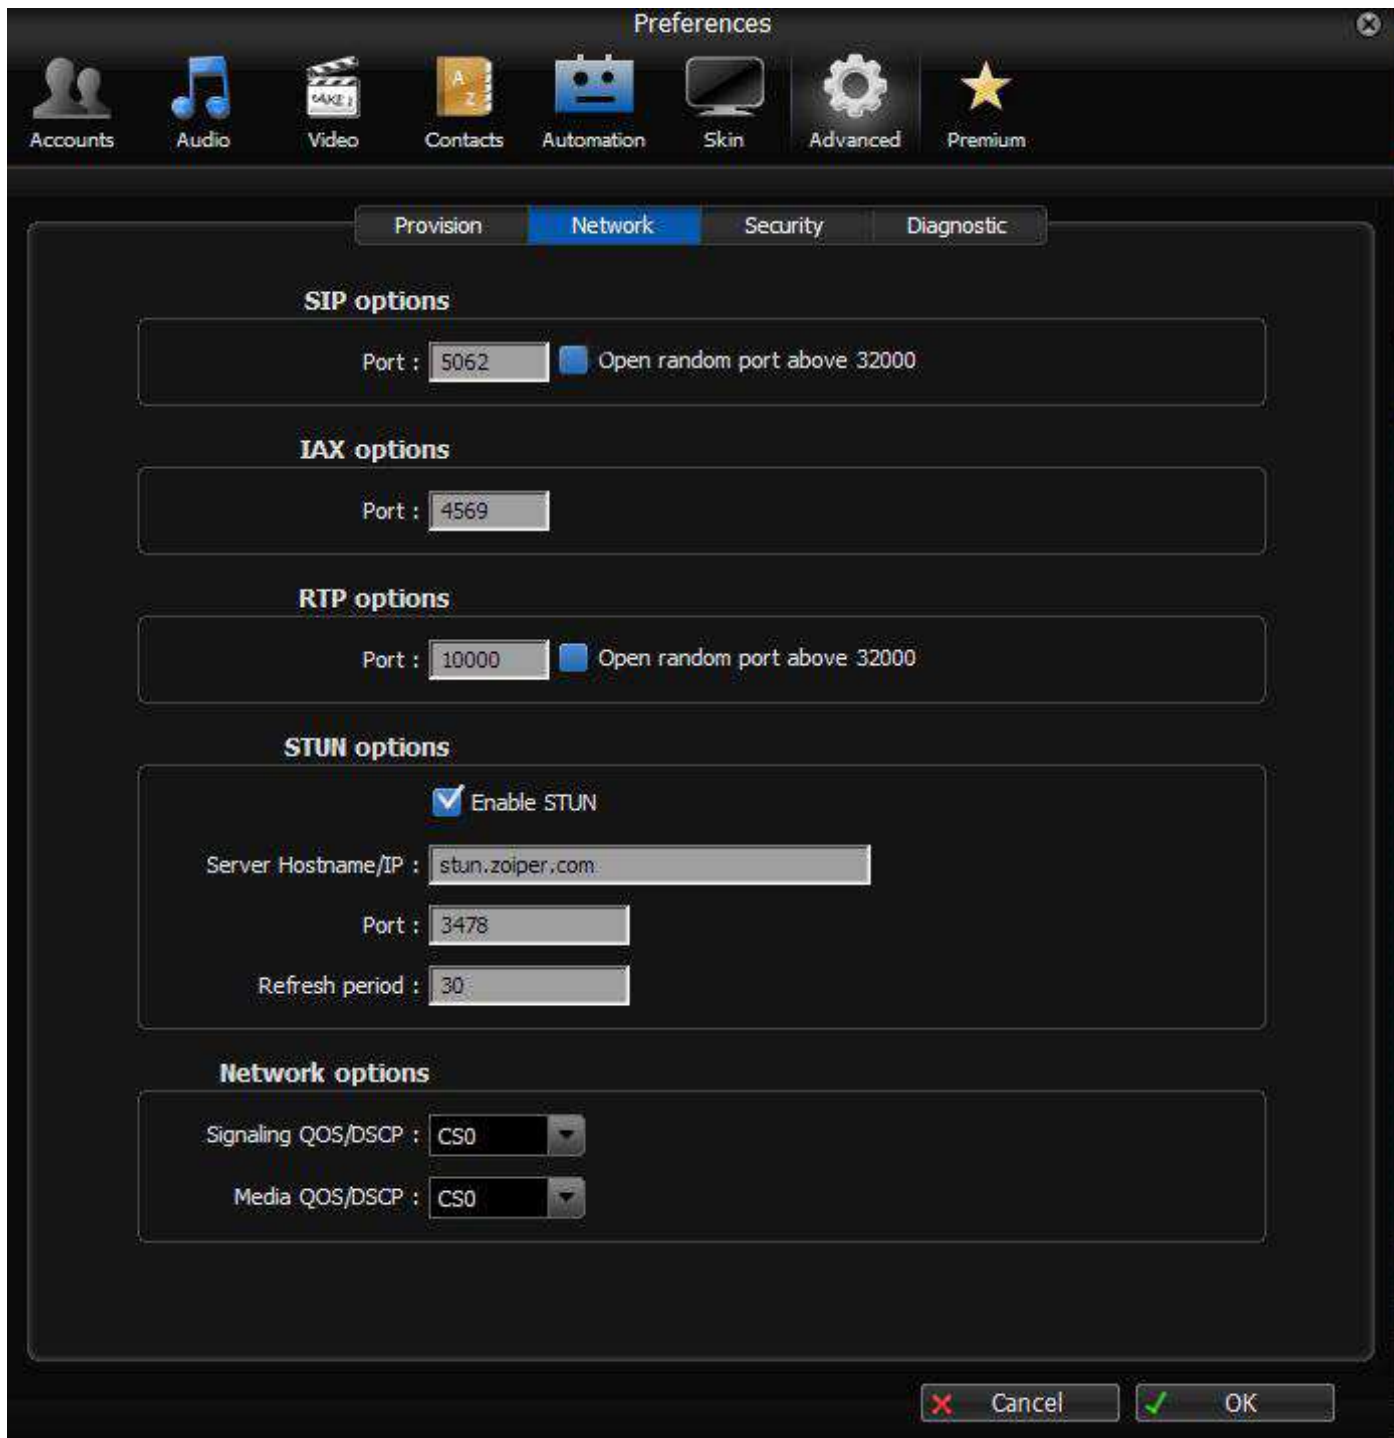 Preferences
Accounts Audio Video Contacts Automation Skin Advanced Premium
Provision Network Security Diagnostic
SIP options
Port : 5062 Open random port above 32000
IAX options
Port : 4569
RTP options
Port : 10000 Open random port above 32000
STUN options
Enable STUN
Server Hostname/IP : stun.zoiper.com
Port : 3478
Refresh period : 30
Network options
Signaling QOS/DSCP : CS0
Media QOS/DSCP : CS0
Cancel OK